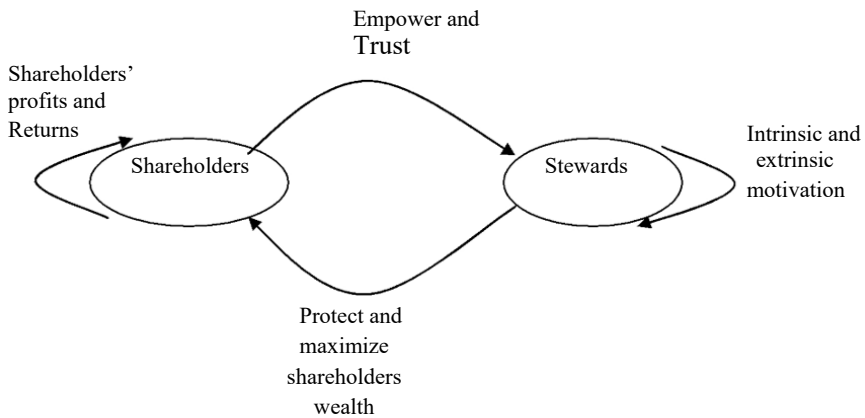 Empower and
Trust
Shareholders’
profits and
Returns
Shareholders
Stewards
Intrinsic and
extrinsic
motivation
Protect and
maximize
shareholders
wealth